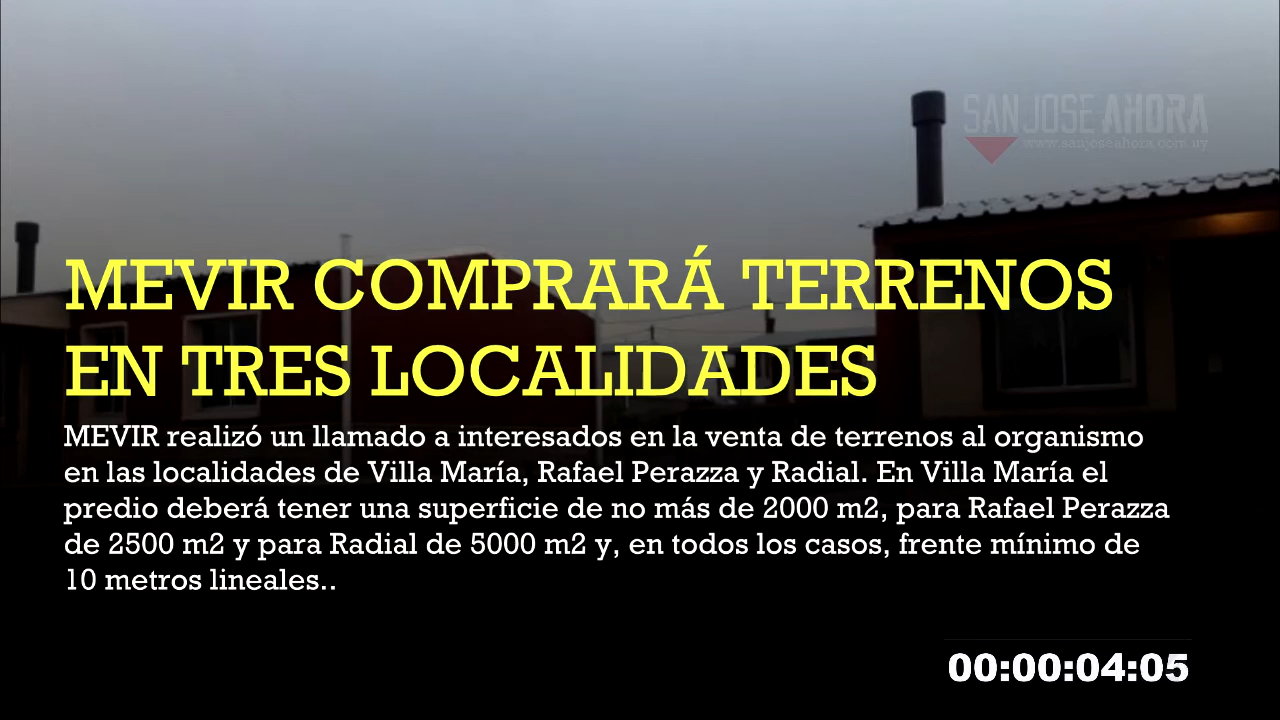 SAN JOSE AHORA
www.sanjoseahora.com.uy
MEVIR COMPRARÁ TERRENOS
EN TRES LOCALIDADES
MEVIR realizó un llamado a interesados en la venta de terrenos al organismo
en las localidades de Villa María, Rafael Perazza y Radial. En Villa María el
predio deberá tener una superficie de no más de 2000 m2, para Rafael Perazza
de 2500 m2 y para Radial de 5000 m2 y, en todos los casos, frente mínimo de
10 metros lineales..
00:00:04:05